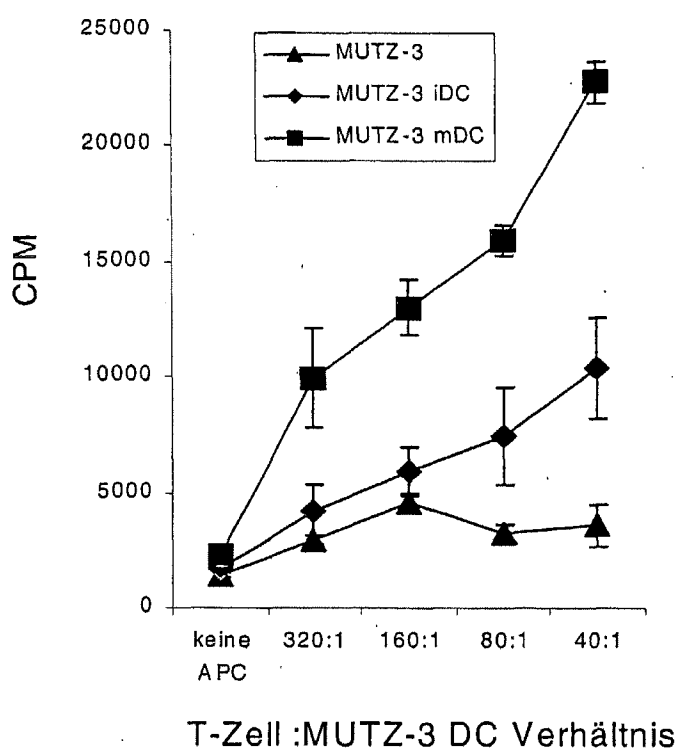 25000
20000
15000
10000
5000
0
CPM
MUTZ-3
MUTZ-3 iDC
MUTZ-3 mDC
keine APC
320:1
160:1
80:1
40:1
T-Zell :MUTZ-3 DC Verhältnis